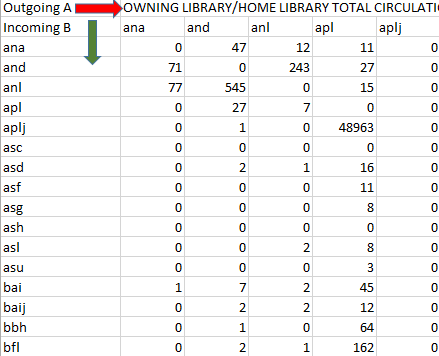 Outgoing A OWNING LIBRARY/HOME LIBRARY TOTAL CIRCULATI
Incoming B ana and anl apl aplj
ana 0 47 12 11 0
and 71 0 243 27 0
anl 77 545 0 15 0
apl 0 27 7 0 0
aplj 0 1 0 48963 0
asc 0 0 0 0 0
asd 0 2 1 16 0
asf 0 0 0 11 0
asg 0 0 0 8 0
ash 0 0 0 0 0
asl 0 0 2 8 0
asu 0 0 0 3 0
bai 1 7 2 45 0
baij 0 2 2 12 0
bbh 0 1 0 64 0
bfl 0 2 1 162 0